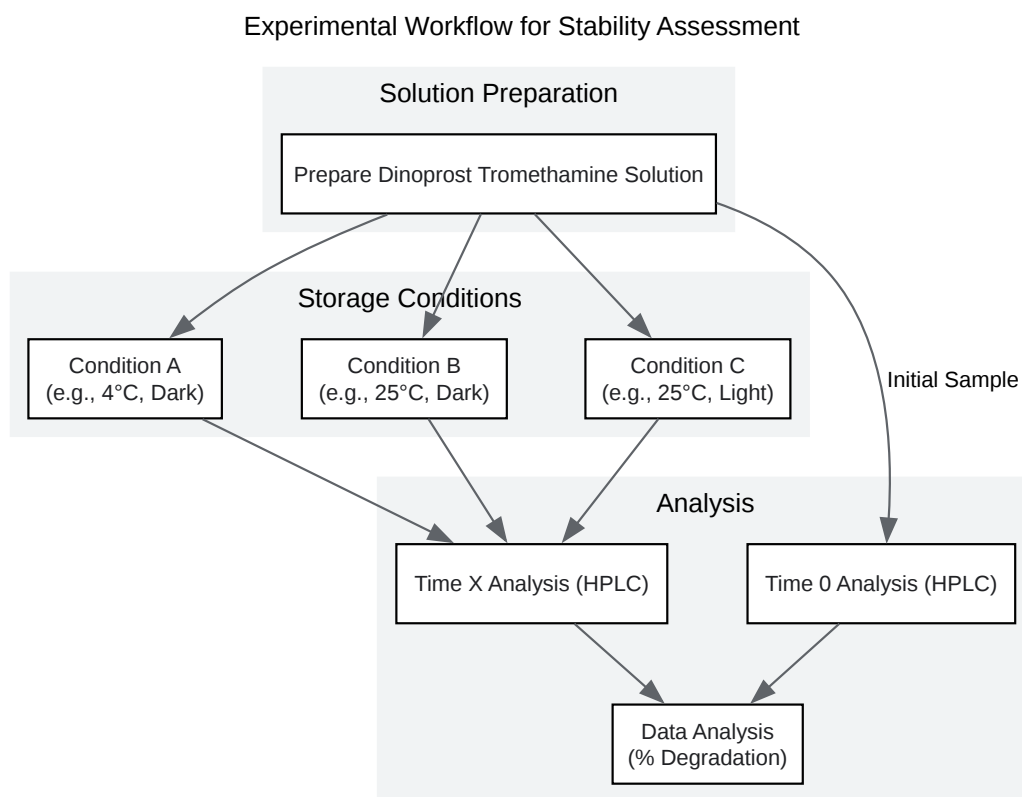 Experimental Workflow for Stability Assessment
Solution Preparation
Prepare Dinoprost Tromethamine Solution
Storage Conditions
Condition A
(e.g., 4°C, Dark)
Condition B
(e.g., 25°C, Dark)
Condition C
(e.g., 25°C, Light)
Initial Sample
Analysis
Time X Analysis (HPLC)
Time 0 Analysis (HPLC)
Data Analysis
(% Degradation)